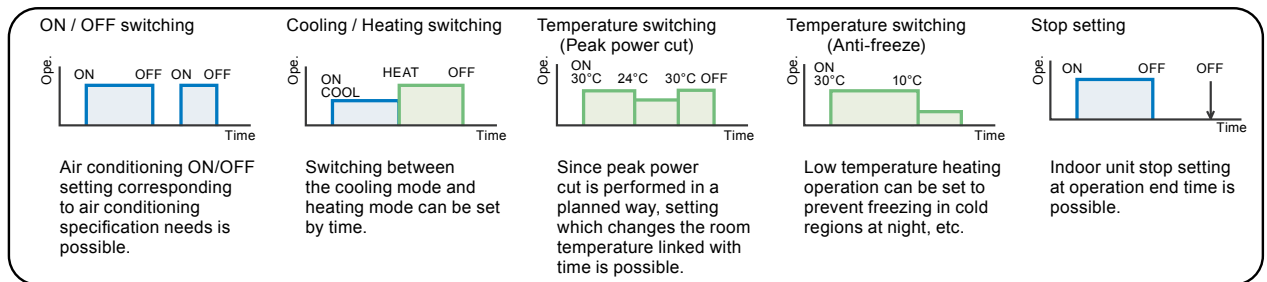 ON / OFF switching
Ope.
ON OFF ON OFF
Time
Air conditioning ON/OFF
setting corresponding
to air conditioning
specification needs is
possible.
Cooling / Heating switching
Ope.
ON
COOL
HEAT OFF
Time
Switching between
the cooling mode and
heating mode can be set
by time.
Temperature switching
(Peak power cut)
Ope.
ON
30°C 24°C 30°C OFF
Time
Since peak power
cut is performed in a
planned way, setting
which changes the room
temperature linked with
time is possible.
Temperature switching
(Anti-freeze)
Ope.
ON
30°C 10°C
Time
Low temperature heating
operation can be set to
prevent freezing in cold
regions at night, etc.
Stop setting
Ope.
ON OFF OFF
Time
Indoor unit stop setting
at operation end time is
possible.